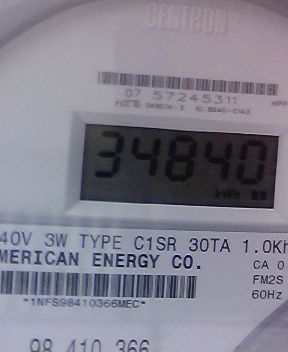 CENTRON
07 57245311
34840
kWh
40V 3W TYPE C1SR 30TA 1.0Kh
MERICAN ENERGY CO.
CA 0
FM2S
60Hz
*1NFS98410366MEC*
98 410 366